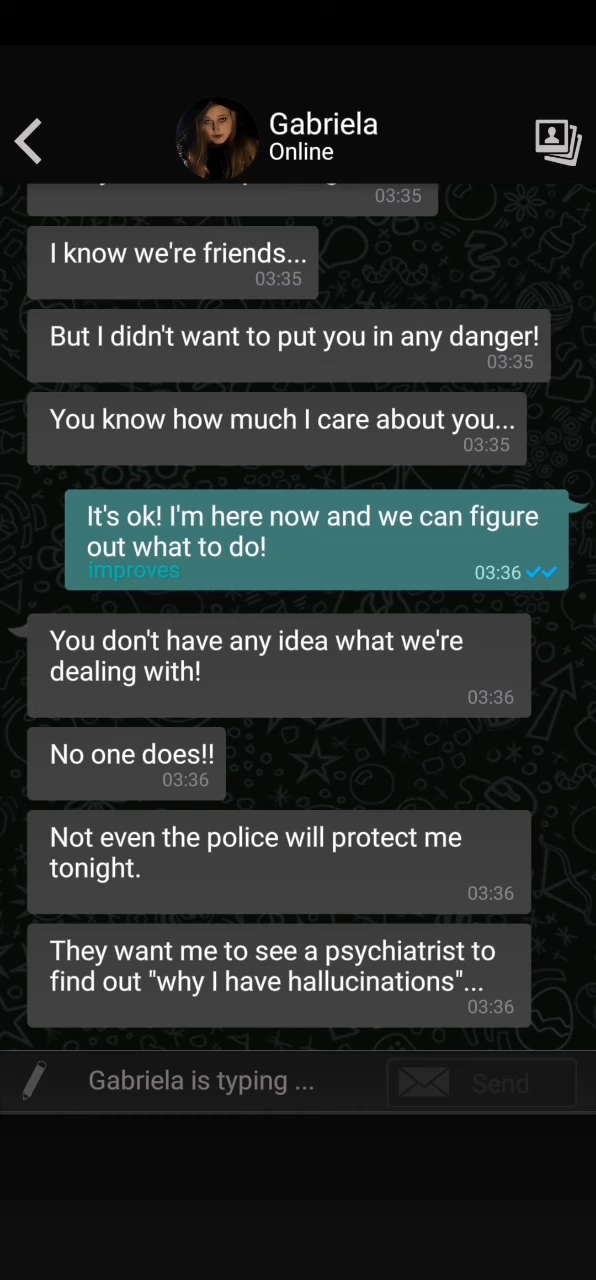 Gabriela
Online
03:35
I know we're friends...
03:35
But I didn't want to put you in any danger!
03:35
You know how much I care about you...
03:35
It's ok! I'm here now and we can figure
out what to do!
improves
03:36
You don't have any idea what we're
dealing with!
03:36
No one does!!
03:36
Not even the police will protect me
tonight.
03:36
They want me to see a psychiatrist to
find out "why I have hallucinations"...
03:36
Gabriela is typing ...
Send